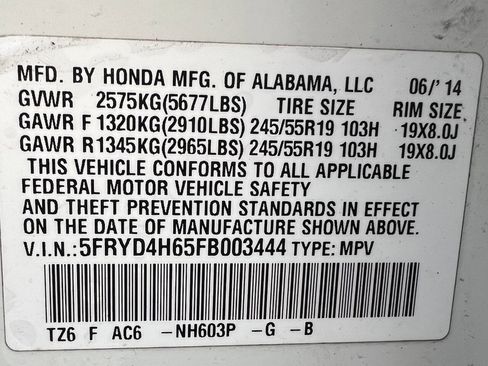 MFD. BY HONDA MFG. OF ALABAMA, LLC 06/'14
GVWR 2575KG(5677LBS) TIRE SIZE RIM SIZE
GAWR F1320KG(2910LBS) 245/55R19 103H 19X8.0J
GAWR R1345KG(2965LBS) 245/55R19 103H 19X8.0J
THIS VEHICLE CONFORMS TO ALL APPLICABLE
FEDERAL MOTOR VEHICLE SAFETY
AND THEFT PREVENTION STANDARDS IN EFFECT
ON THE DATE OF MANUFACTURE SHOWN ABOVE.
V.I.N.:5FRYD4H65FB003444 TYPE: MPV
TZ6 F AC6 -NH603P -G -B